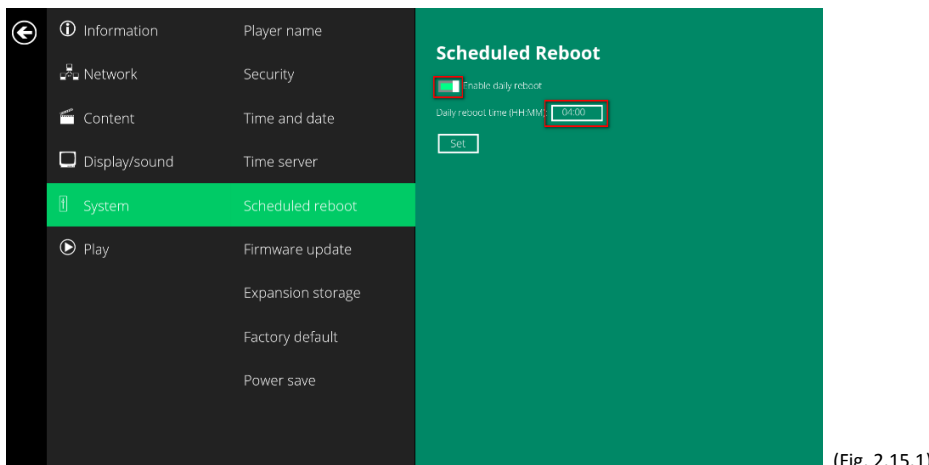 Information
Network
Content
Display/sound
System
Play
Player name
Security
Time and date
Time server
Scheduled reboot
Firmware update
Expansion storage
Factory default
Power save
Scheduled Reboot
Enable daily reboot
Daily reboot time (HH:MM): 04:00
Set
(Fig. 2.15.1)